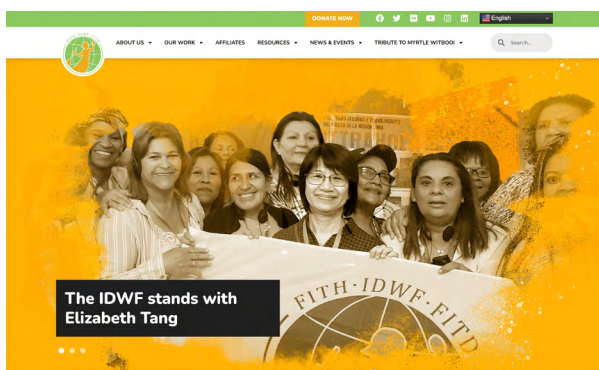 DONATE NOW
English
ABOUT US
OUR WORK
AFFILIATES
RESOURCES
NEWS & EVENTS
TRIBUTE TO MYRTLE WITBOOI
Search...
The IDWF stands with
Elizabeth Tang
FITH · IDWF · FITD